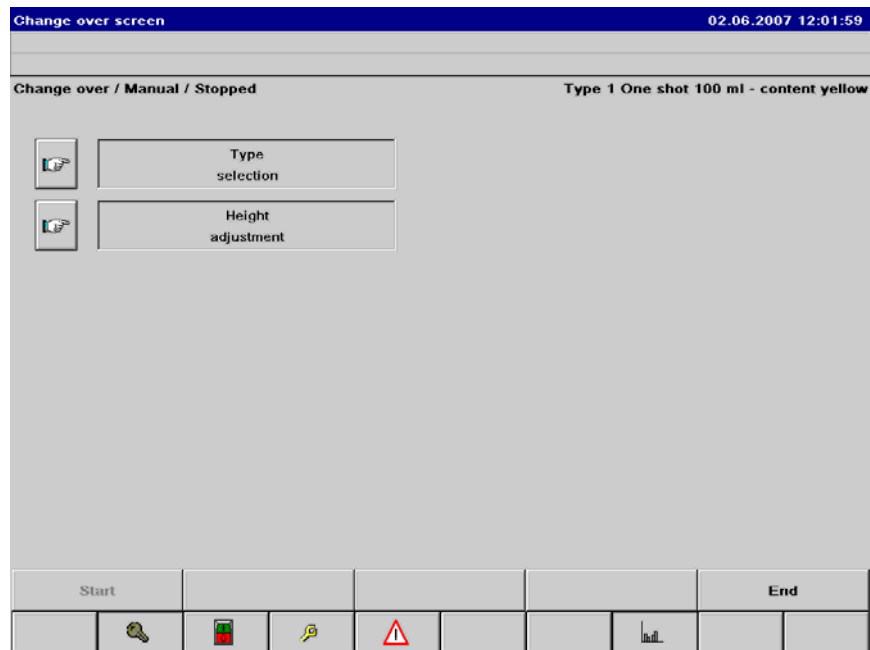 Change over screen 02.06.2007 12:01:59
Change over / Manual / Stopped Type 1 One shot 100 ml - content yellow
Type
selection
Height
adjustment
Start End